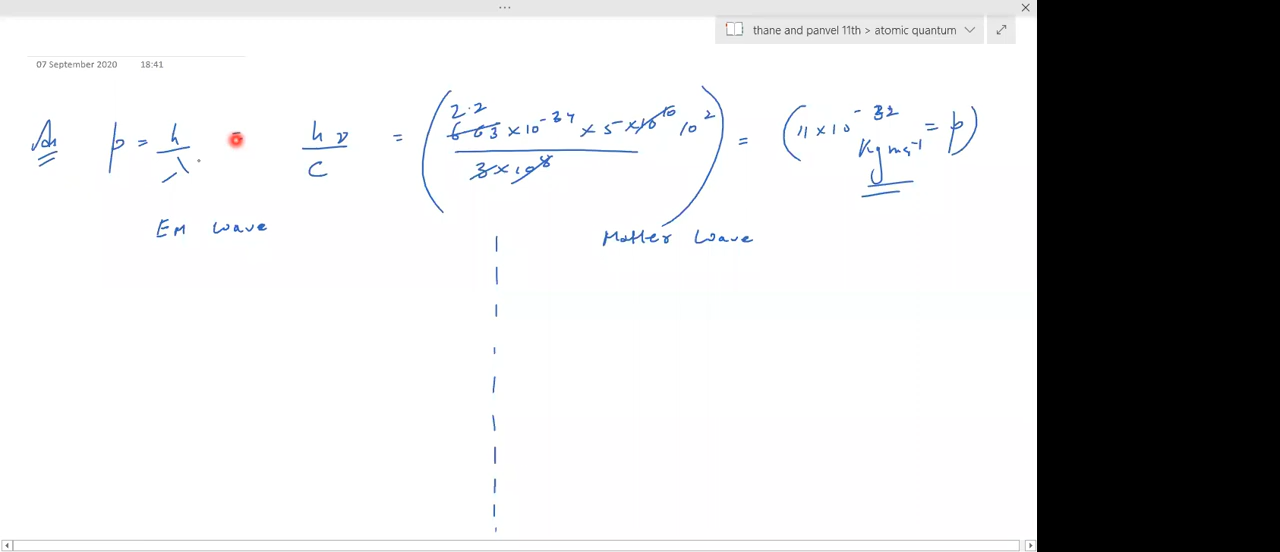 thane and panvel 11th > atomic quantum
07 September 2020 18:41
p = h/λ = hν/C = (2.2 6.63 × 10^-34 × 5 × 10^10 10^2 / 3 × 10^8) = (11 × 10^-32 Kg ms^-1 = p)
EM wave
Matter wave